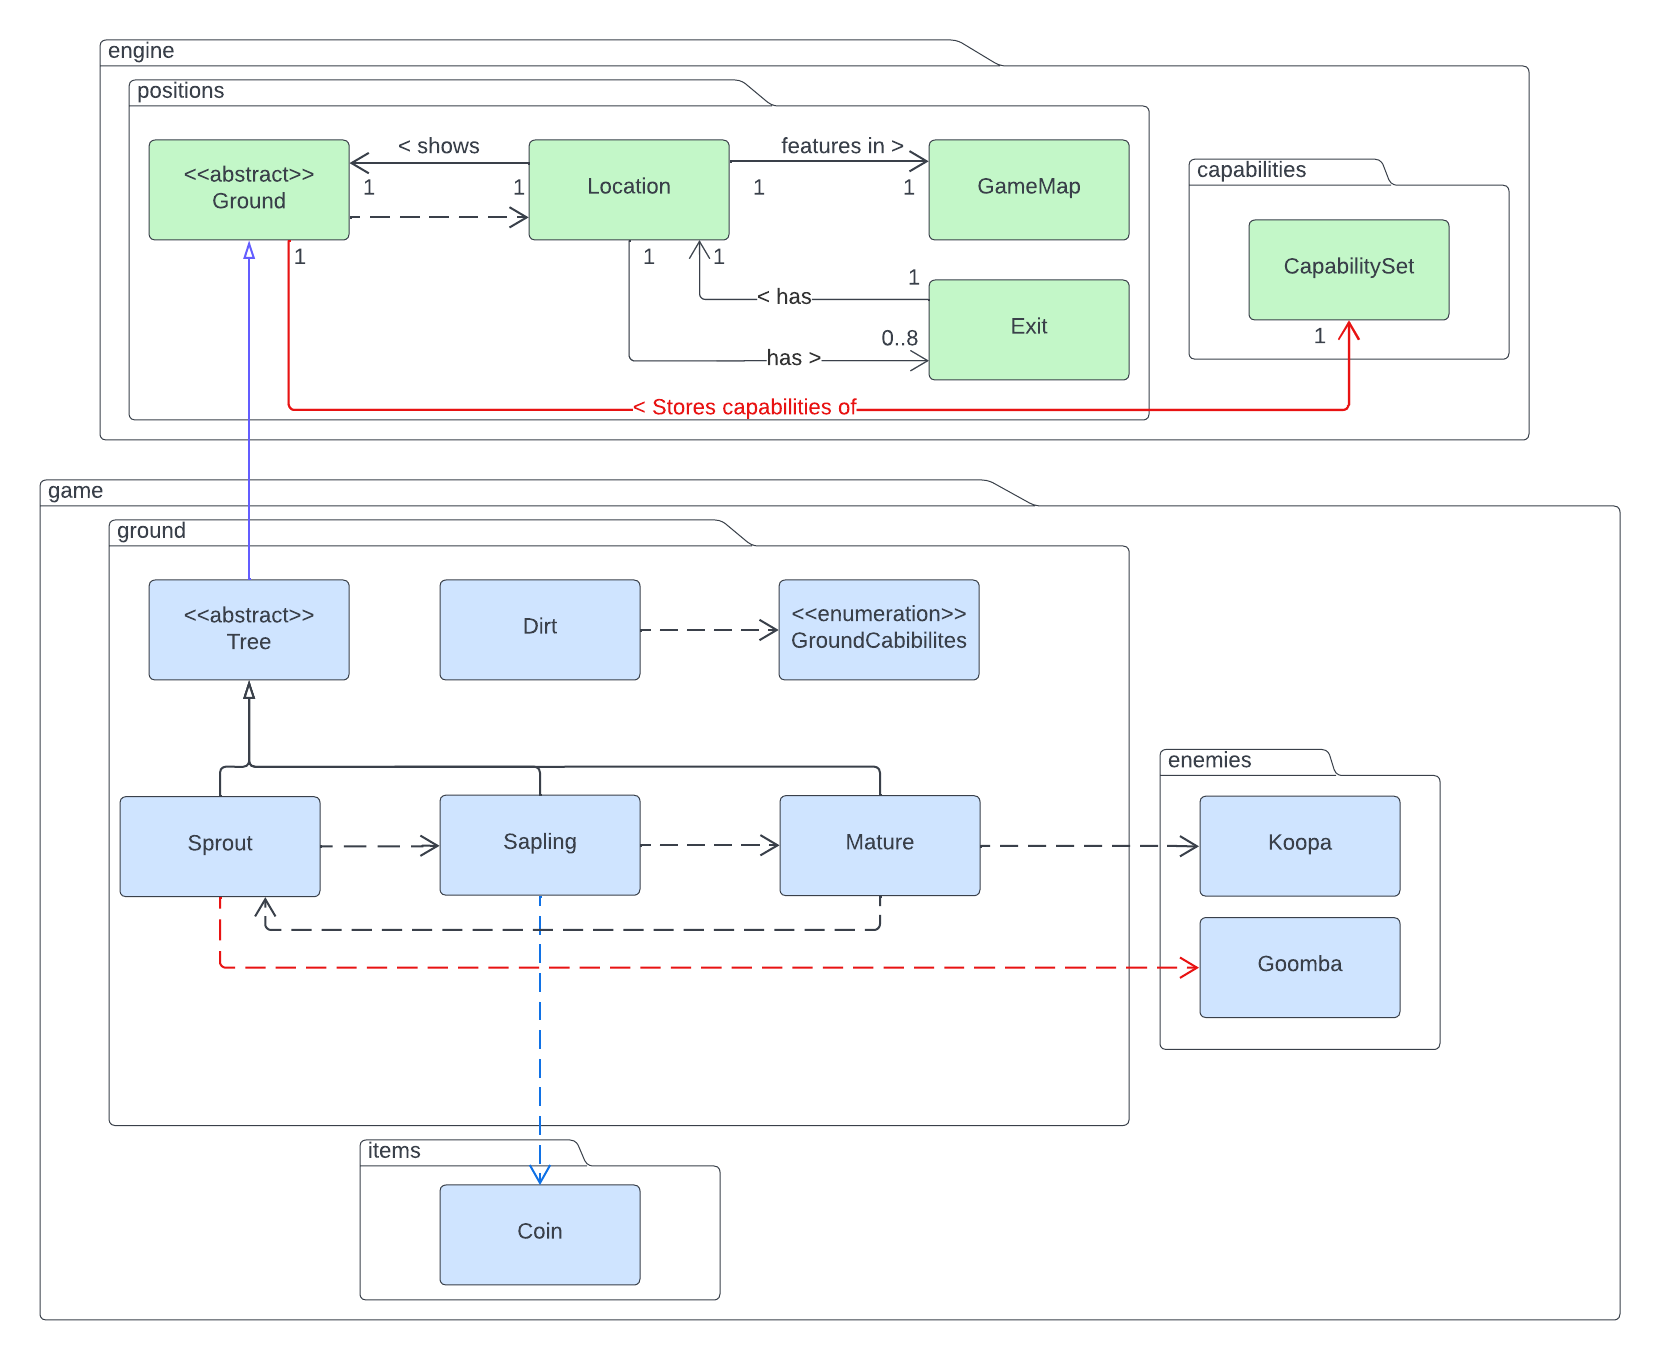 engine
positions
< shows
features in >
<<abstract>>
Ground
Location
GameMap
1
1
1
1
capabilities
CapabilitySet
1
1
1
1
< has
Exit
0..8
has >
1
< Stores capabilities of
game
ground
<<abstract>>
Tree
Dirt
<<enumeration>>
GroundCabibilites
enemies
Sprout
Sapling
Mature
Koopa
Goomba
items
Coin